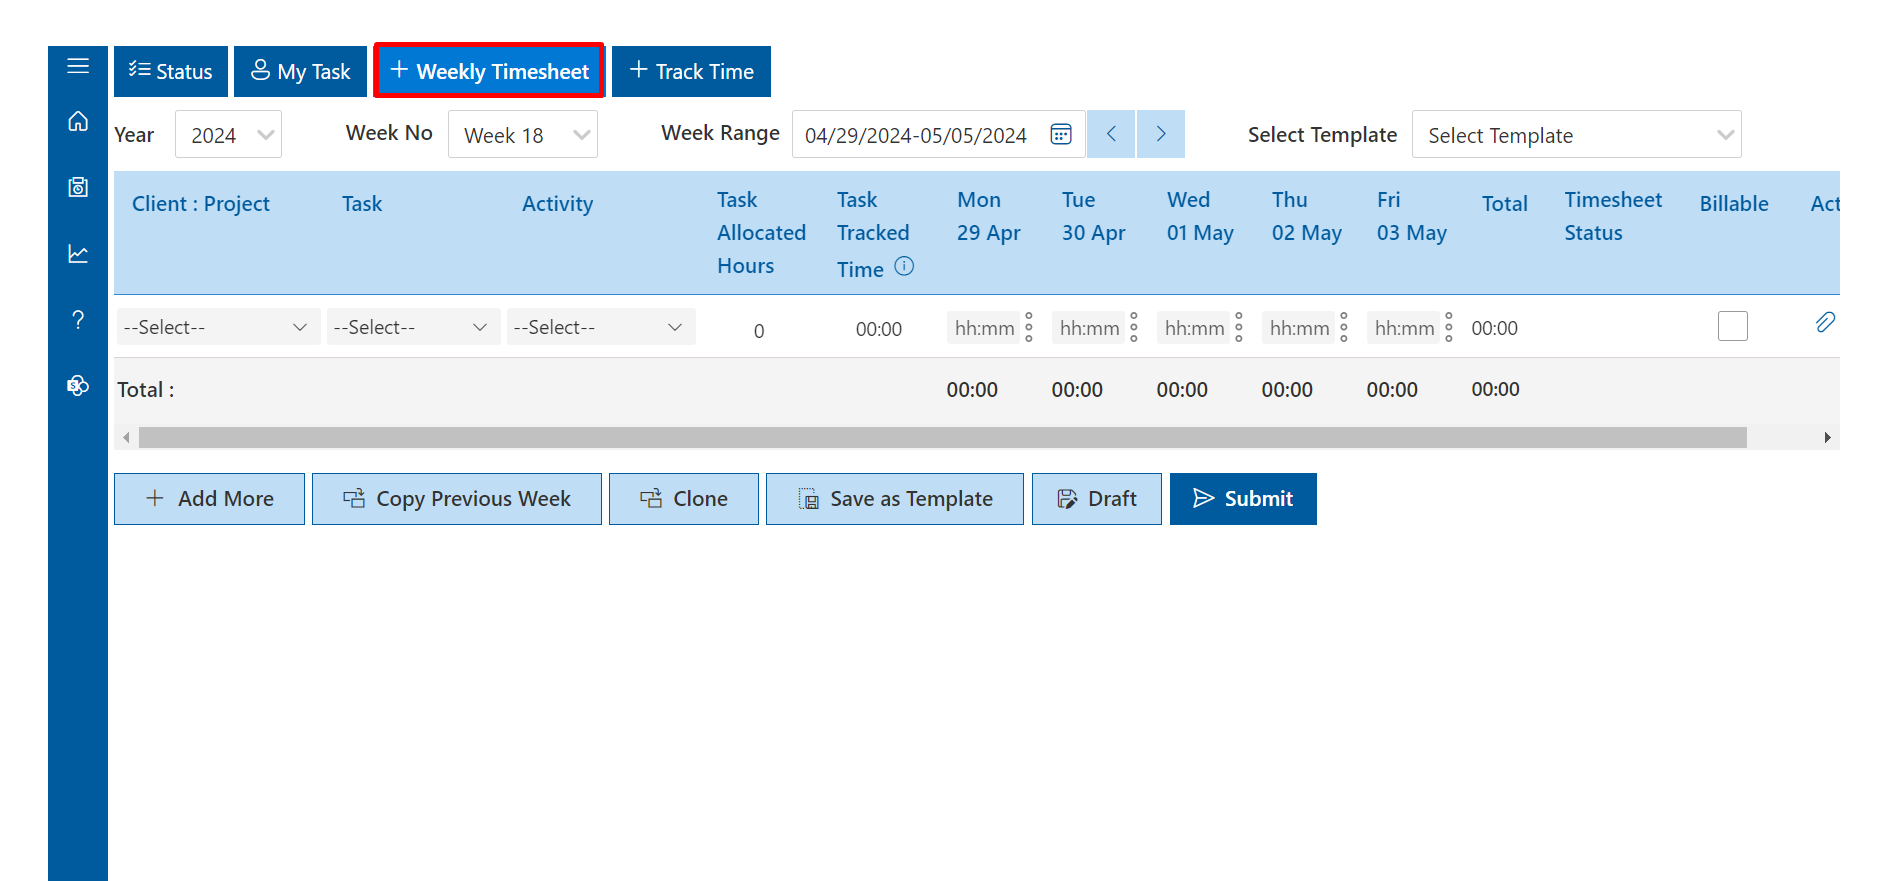 Status My Task + Weekly Timesheet + Track Time
Year 2024 Week No Week 18 Week Range 04/29/2024-05/05/2024 < > Select Template Select Template
Client : Project Task Activity Task Allocated Hours Task Tracked Time Mon 29 Apr Tue 30 Apr Wed 01 May Thu 02 May Fri 03 May Total Timesheet Status Billable Act
--Select-- --Select-- --Select-- 0 00:00 hh:mm hh:mm hh:mm hh:mm hh:mm 00:00
Total : 00:00 00:00 00:00 00:00 00:00 00:00
+ Add More Copy Previous Week Clone Save as Template Draft Submit